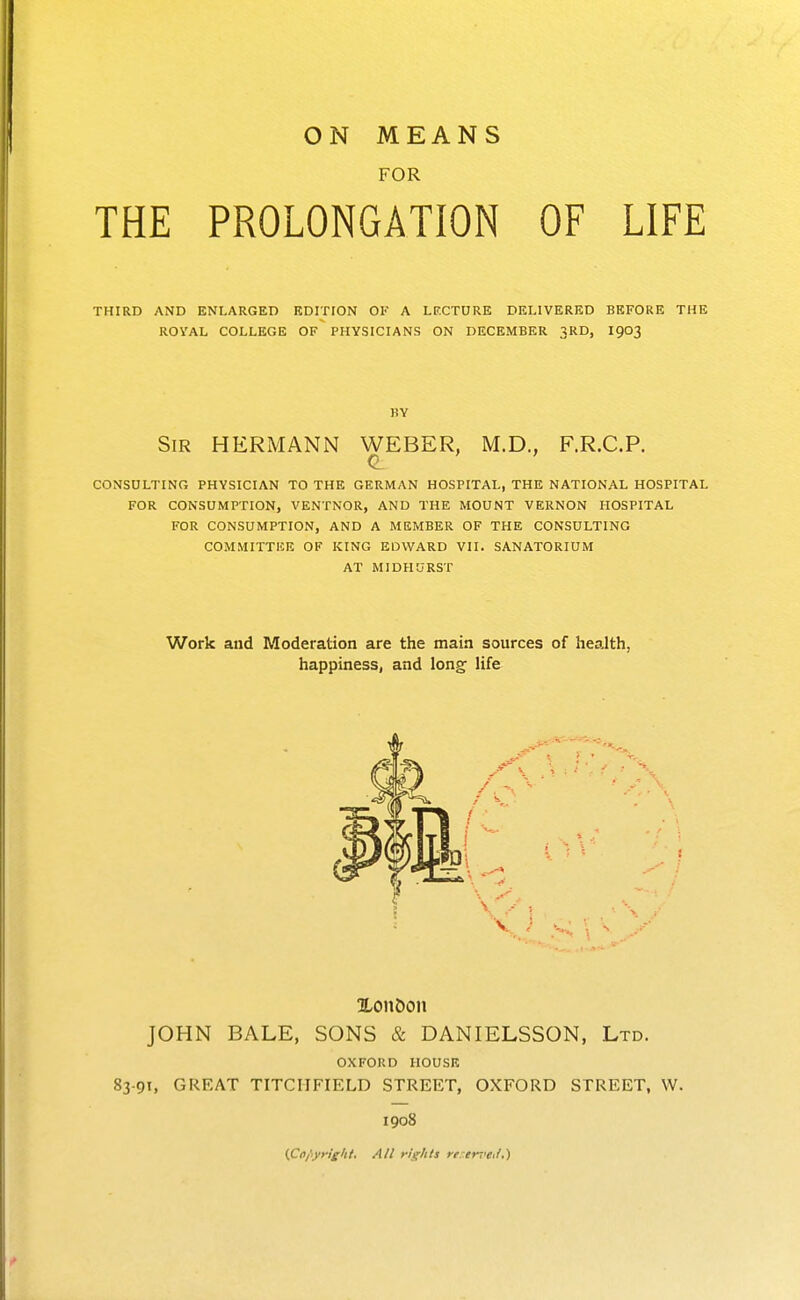 ON MEANS
FOR
THE PROLONGATION OF LIFE
THIRD AND ENLARGED EDITION OF A LECTURE DELIVERED BEFORE THE
ROYAL COLLEGE OF PHYSICIANS ON DECEMBER 3RD, 1903
BY
SIR HERMANN WEBER, M.D., F.R.C.P.
CONSULTING PHYSICIAN TO THE GERMAN HOSPITAL, THE NATIONAL HOSPITAL
FOR CONSUMPTION, VENTNOR, AND THE MOUNT VERNON HOSPITAL
FOR CONSUMPTION, AND A MEMBER OF THE CONSULTING
COMMITTEE OF KING EDWARD VII. SANATORIUM
AT MIDHURST
Work and Moderation are the main sources of health,
happiness, and long life
London
JOHN BALE, SONS & DANIELSSON, LTD.
OXFORD HOUSE
83-91, GREAT TITCHFIELD STREET, OXFORD STREET, W.
1908
(Copyright. All rights reserved.)